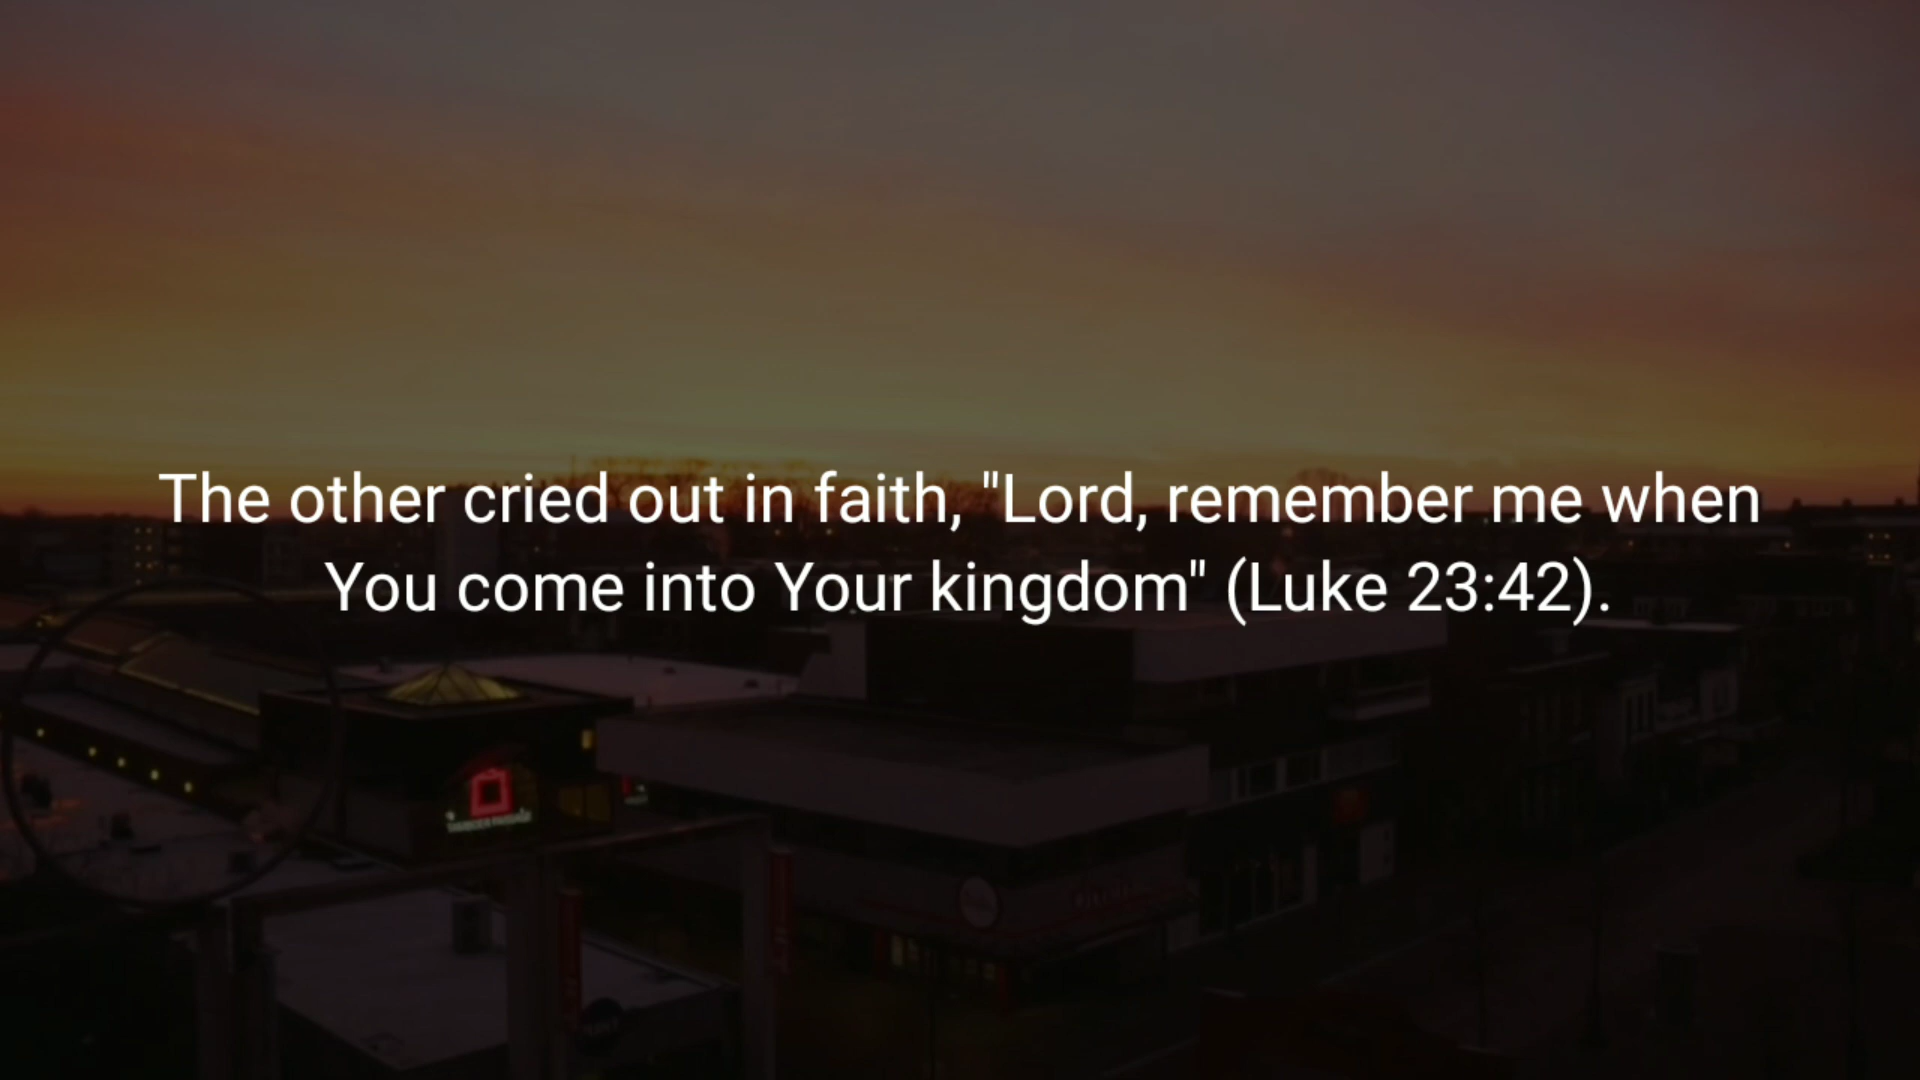 The other cried out in faith, "Lord, remember me when
You come into Your kingdom" (Luke 23:42).